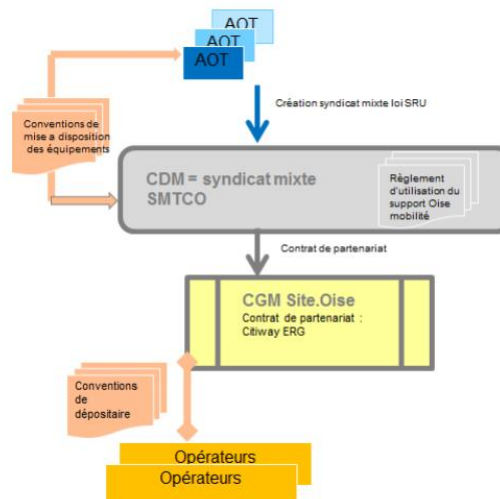 AOT
AOT
AOT
Création syndicat mixte loi SRU
Conventions de
mise a disposition
des équipements
CDM = syndicat mixte
SMTCO
Règlement
d'utilisation du
support Oise
mobilité
Contrat de partenariat
CGM Site.Oise
Contrat de partenariat :
Citiway ERG
Conventions
de
dépositaire
Opérateurs
Opérateurs